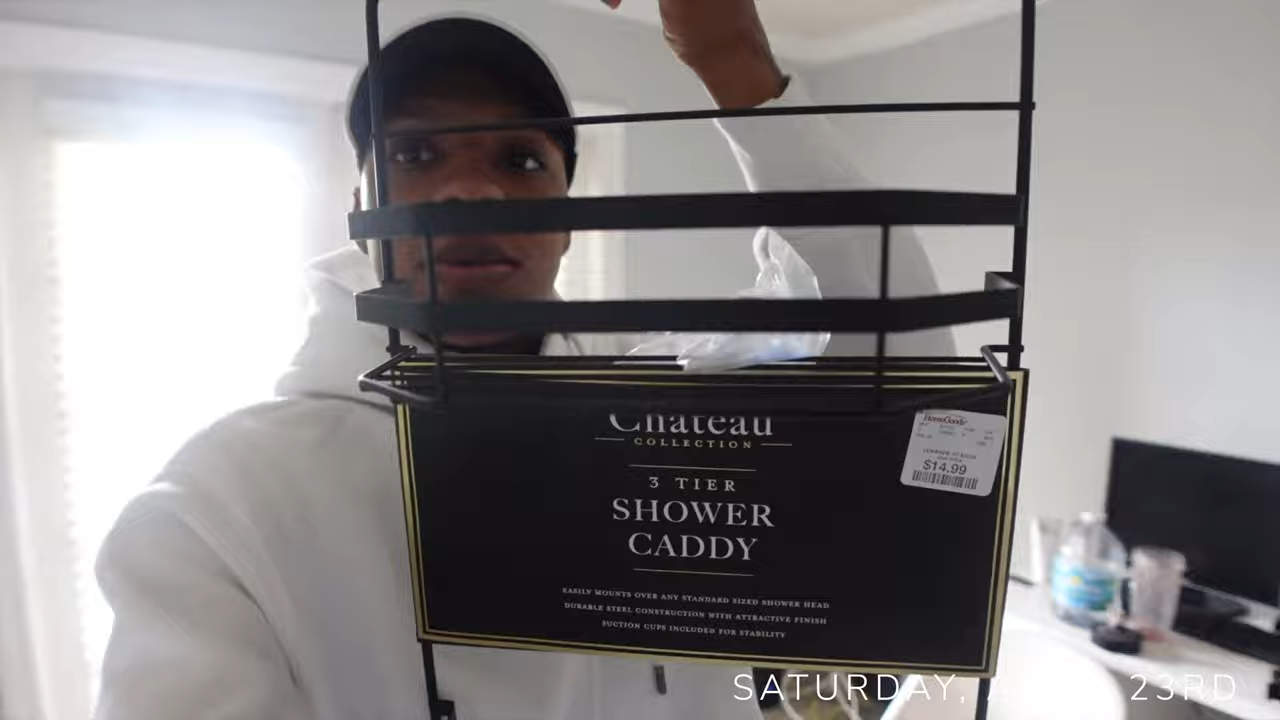 Chateau
COLLECTION
3 TIER
SHOWER
CADDY
EASILY MOUNTS OVER ANY STANDARD SIZED SHOWER HEAD
DURABLE STEEL CONSTRUCTION WITH ATTRACTIVE FINISH
SUCTION CUPS INCLUDED FOR STABILITY
HomeGoods
$14.99
SATURDAY, 23RD